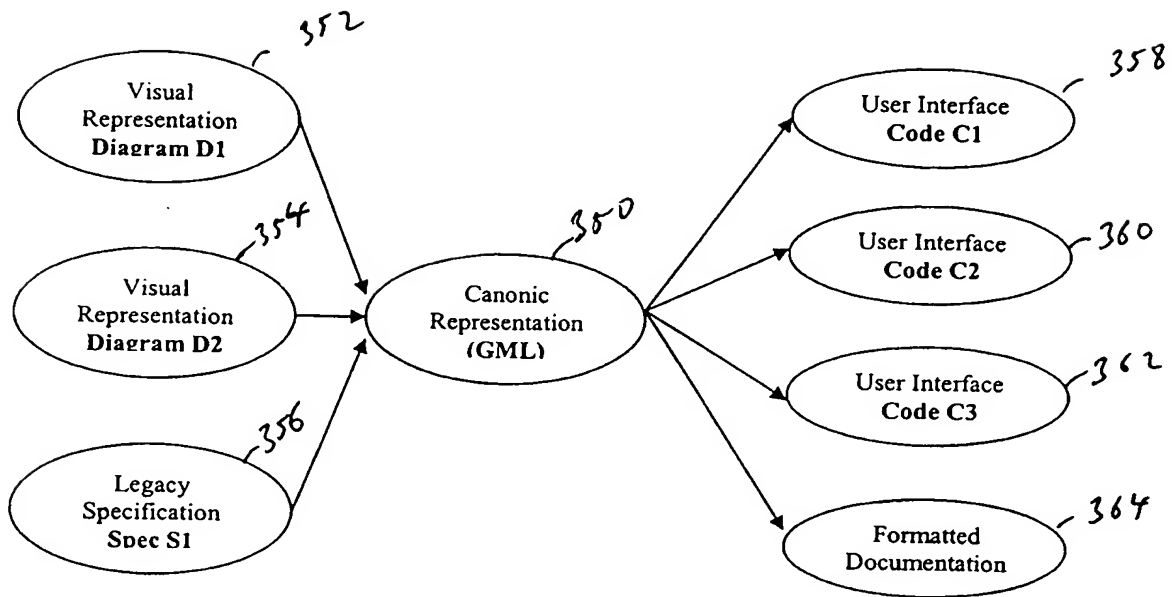 352
Visual
Representation
Diagram D1
354
Visual
Representation
Diagram D2
356
Legacy
Specification
Spec S1
350
Canonic
Representation
(GML)
358
User Interface
Code C1
360
User Interface
Code C2
362
User Interface
Code C3
364
Formatted
Documentation